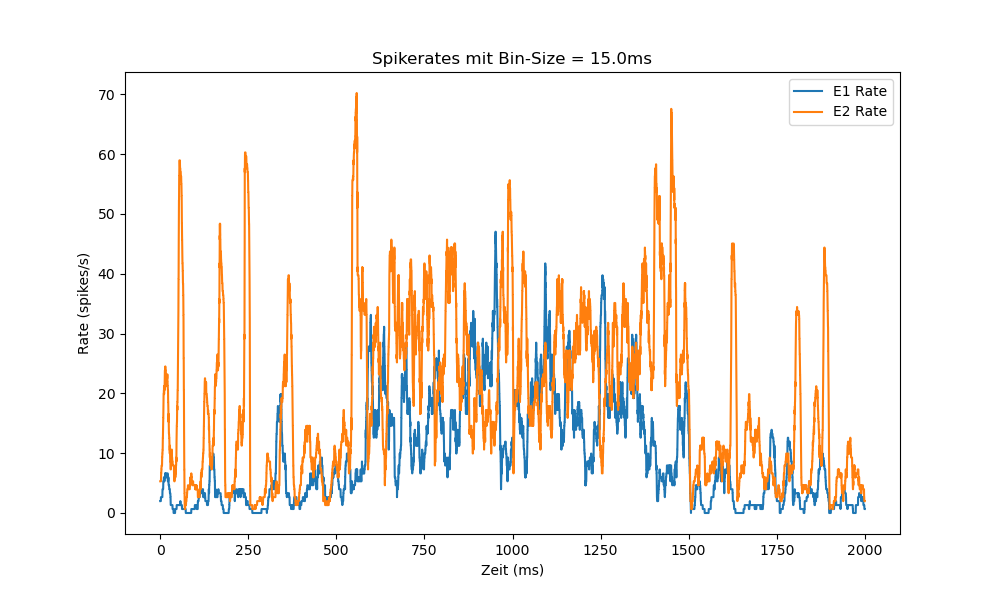 Spikerates mit Bin-Size = 15.0ms
E1 Rate
E2 Rate
70
60
50
40
30
20
10
0
Rate (spikes/s)
0 250 500 750 1000 1250 1500 1750 2000
Zeit (ms)